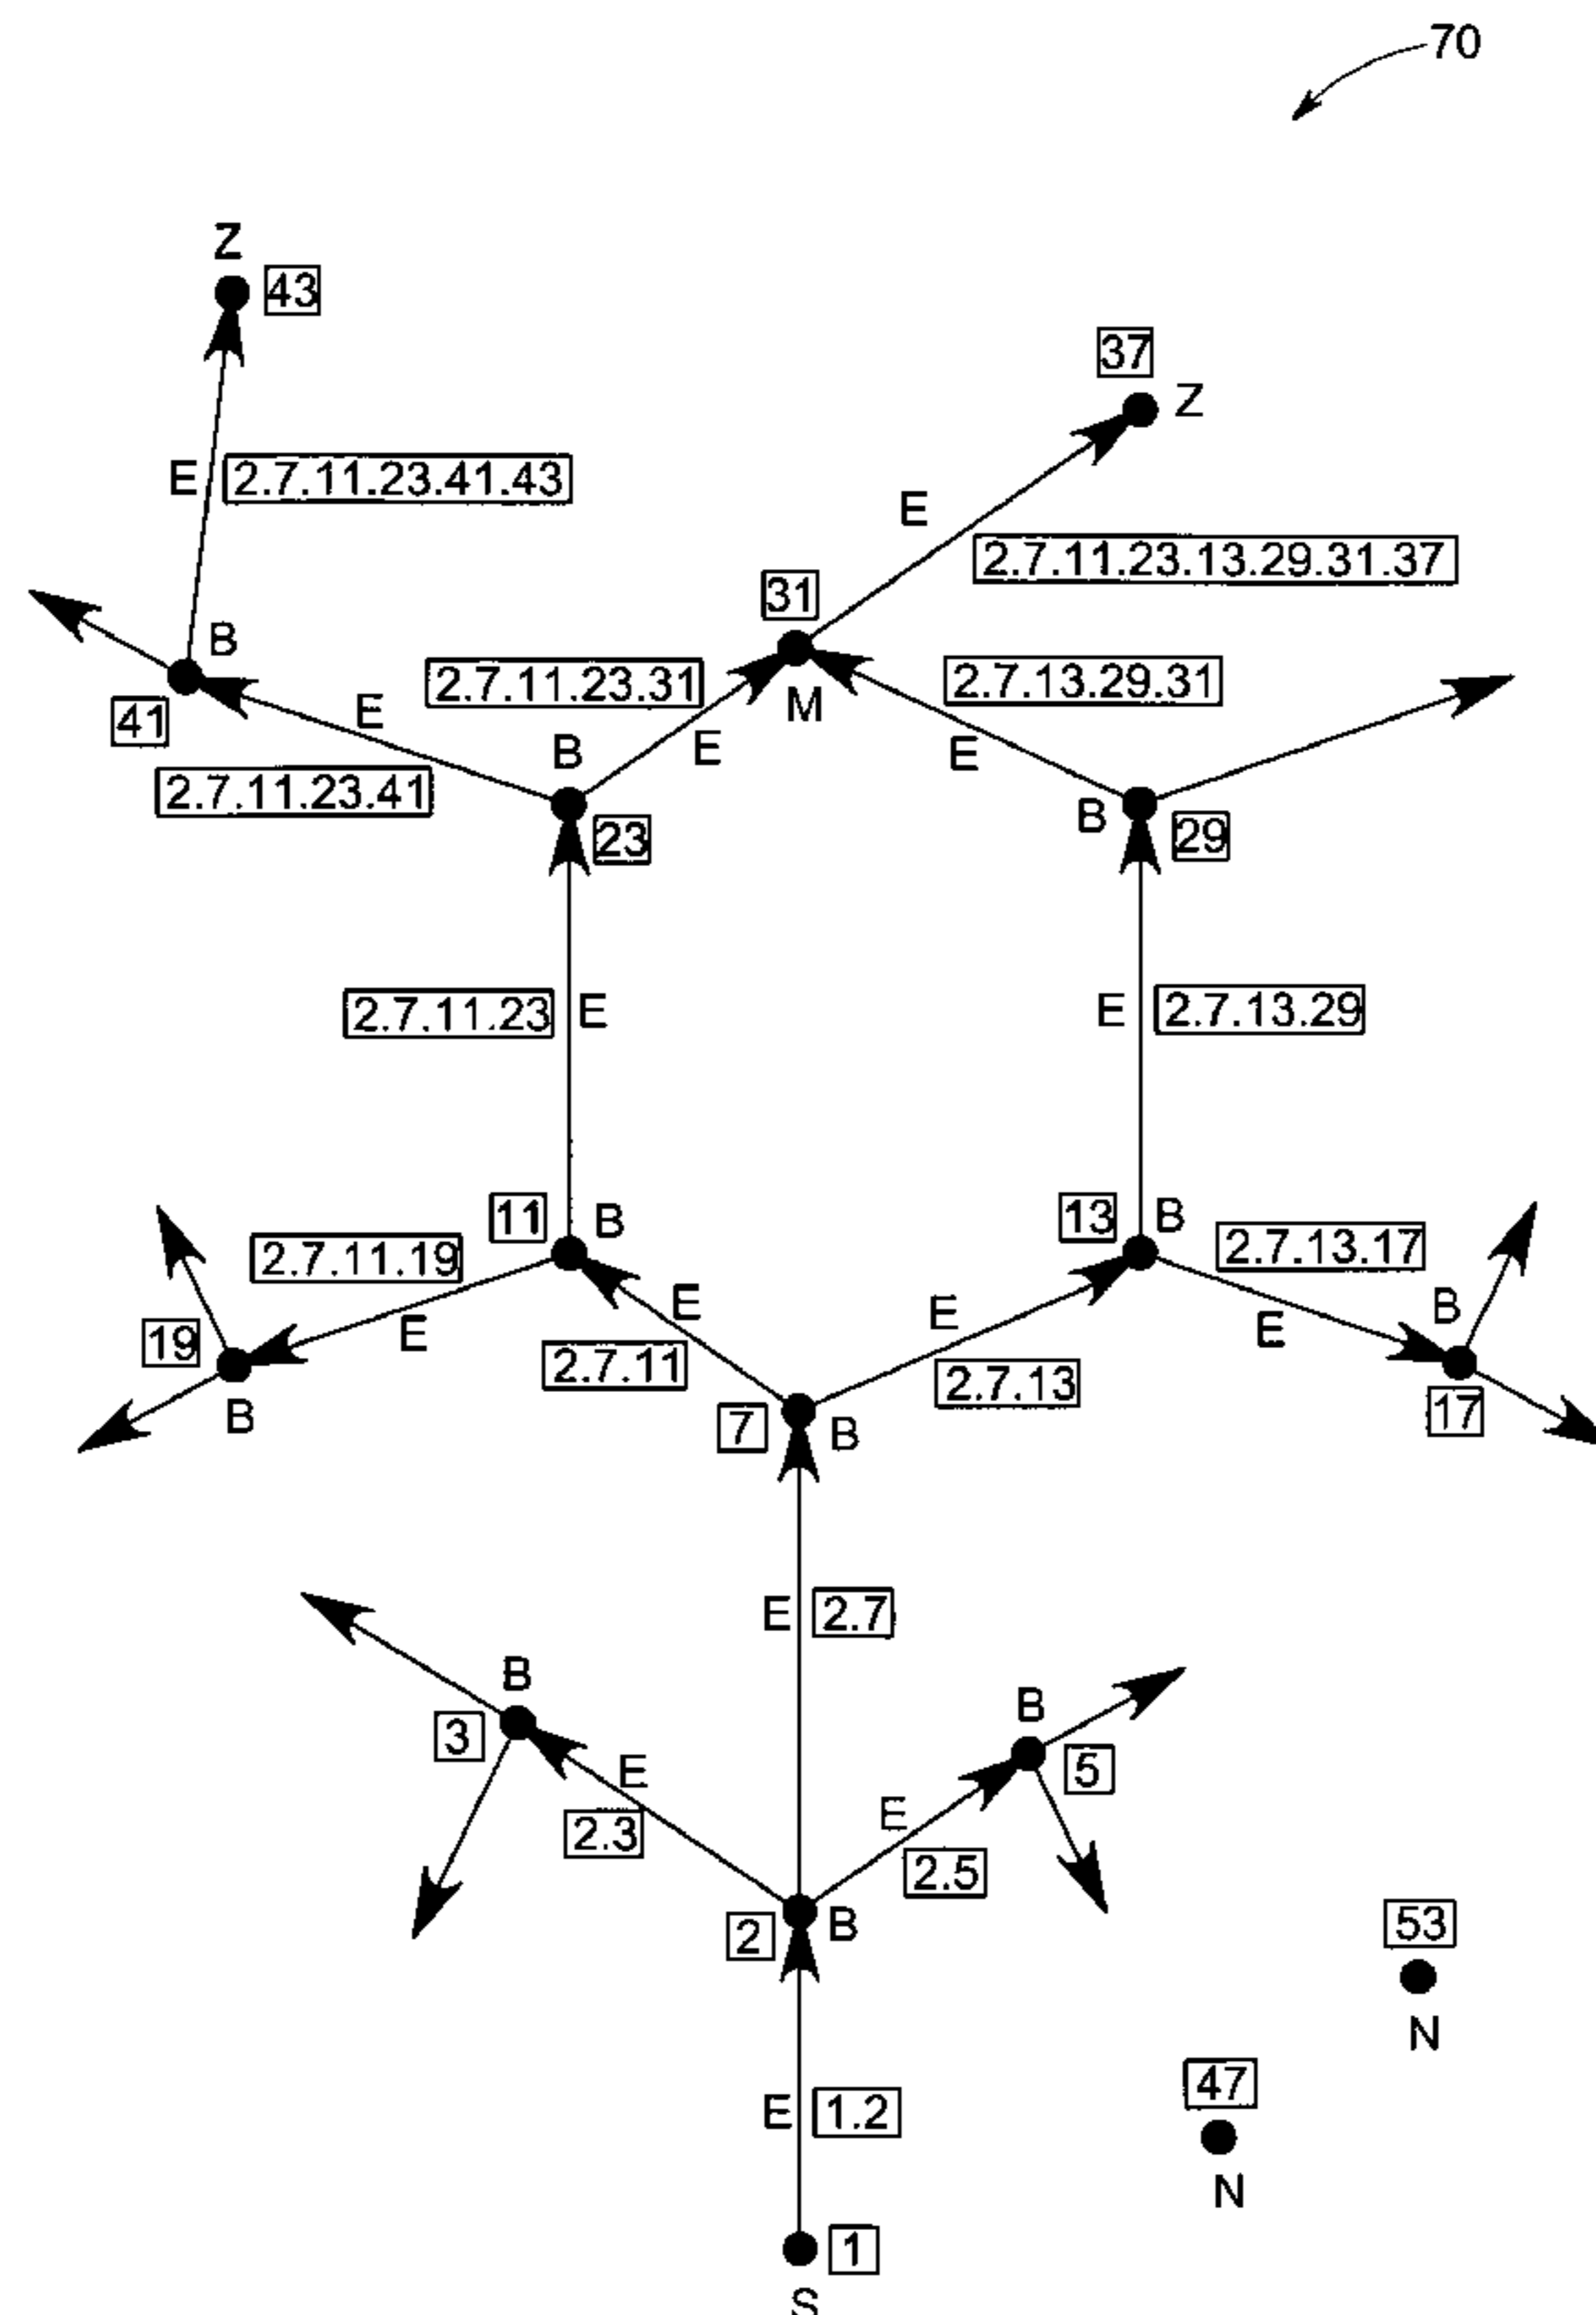 70
Z
43
37
Z
E
2.7.11.23.41.43
E
2.7.11.23.13.29.31.37
31
B
2.7.11.23.31
2.7.13.29.31
M
41
E
B
E
E
2.7.11.23.41
B
23
29
2.7.11.23
E
E
2.7.13.29
11
B
13
B
2.7.11.19
2.7.13.17
E
E
B
19
E
E
2.7.11
2.7.13
B
7
B
17
E
2.7
B
B
3
E
5
2.3
E
2.5
2
B
53
N
47
E
1.2
N
1
S